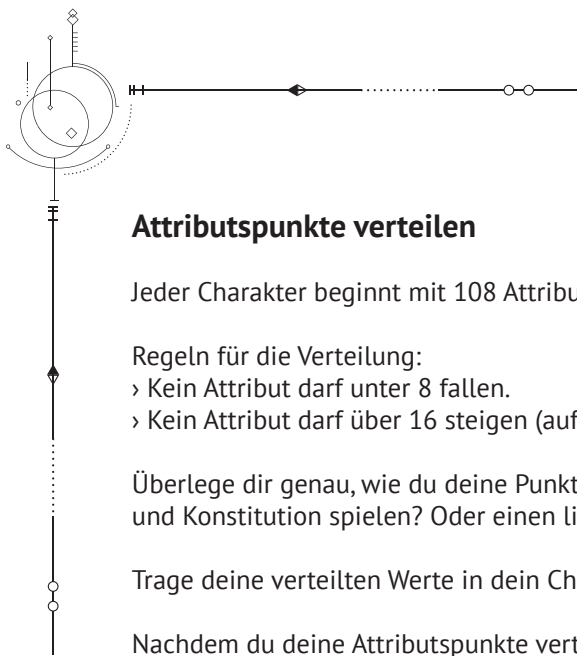 Attributspunkte verteilen
Jeder Charakter beginnt mit 108 Attribu
Regeln für die Verteilung:
› Kein Attribut darf unter 8 fallen.
› Kein Attribut darf über 16 steigen (auf
Überlege dir genau, wie du deine Punkt
und Konstitution spielen? Oder einen li
Trage deine verteilten Werte in dein Ch
Nachdem du deine Attributspunkte vert